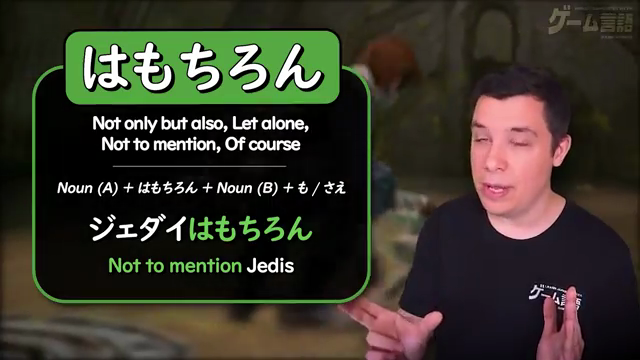 はもちろん
Not only but also, Let alone,
Not to mention, Of course
Noun (A) + はもちろん + Noun (B) + も / さえ
ジェダイはもちろん
Not to mention Jedis
ゲーム言語
ゲーム言語